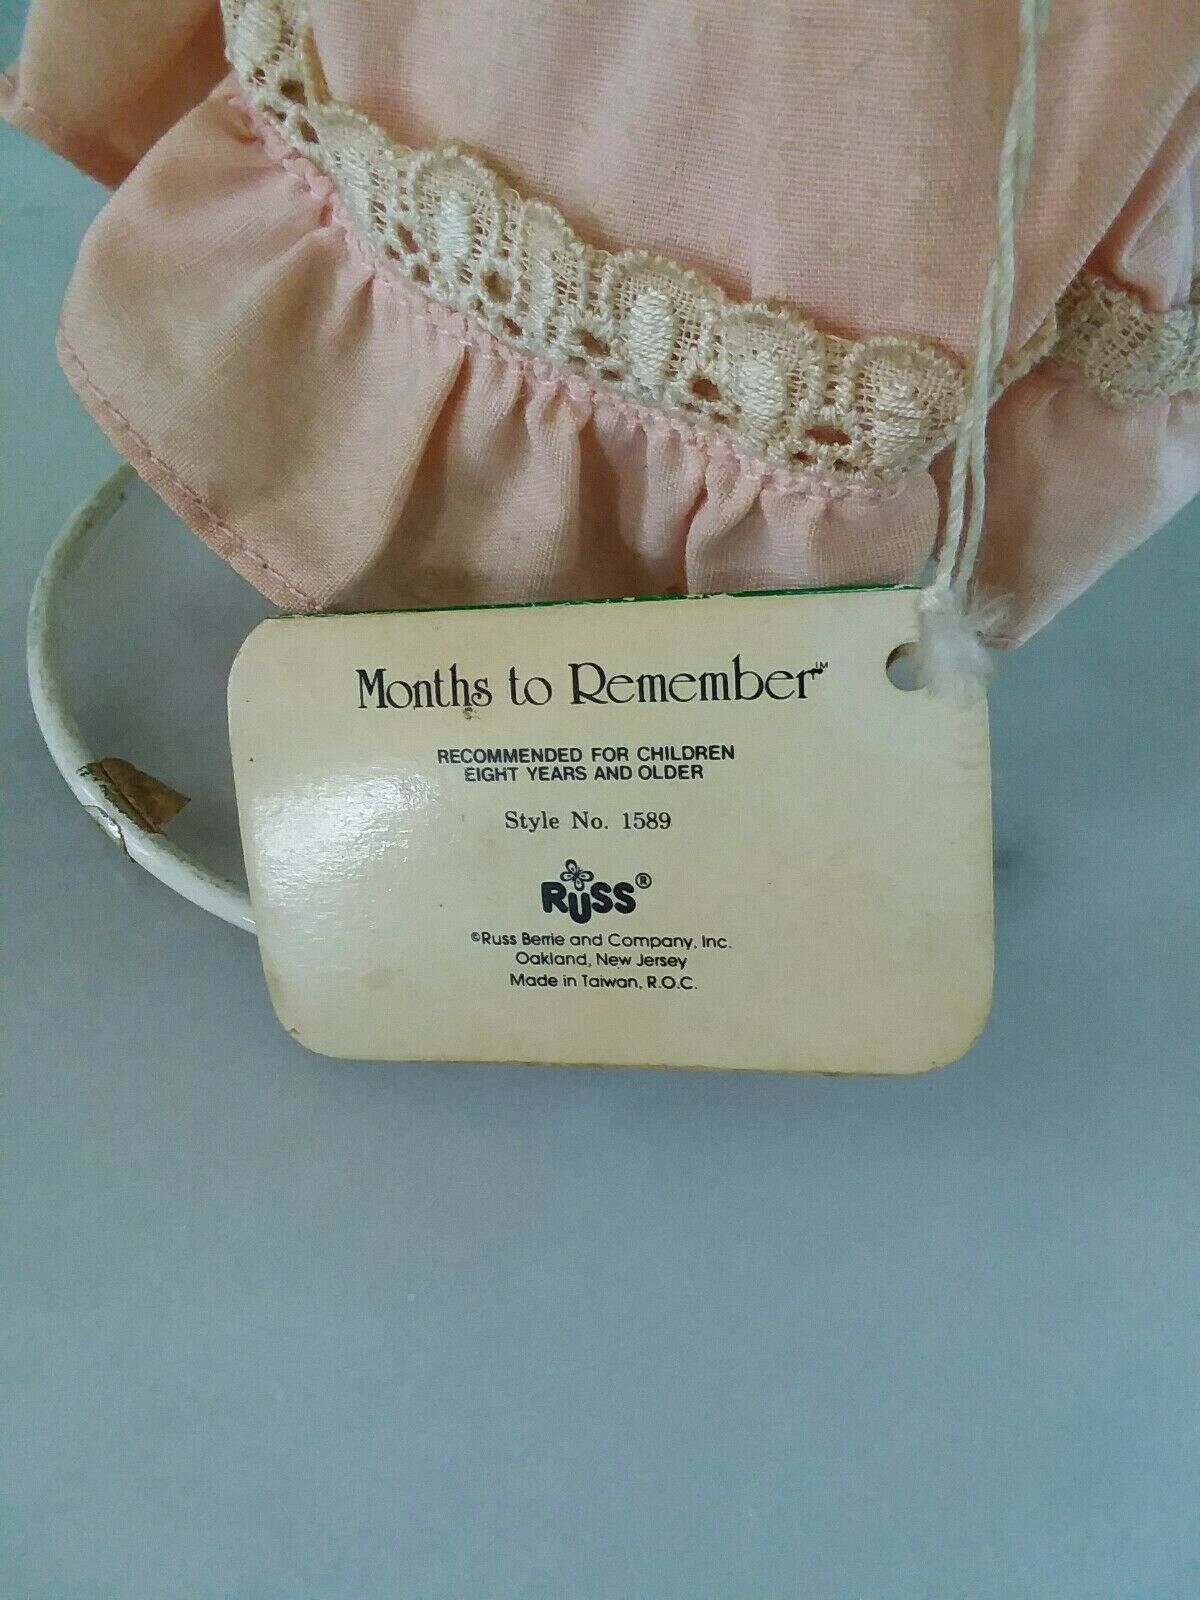 Months to Remember™
RECOMMENDED FOR CHILDREN
EIGHT YEARS AND OLDER
Style No. 1589
RUSS®
©Russ Berrie and Company, Inc.
Oakland, New Jersey
Made in Taiwan, R.O.C.